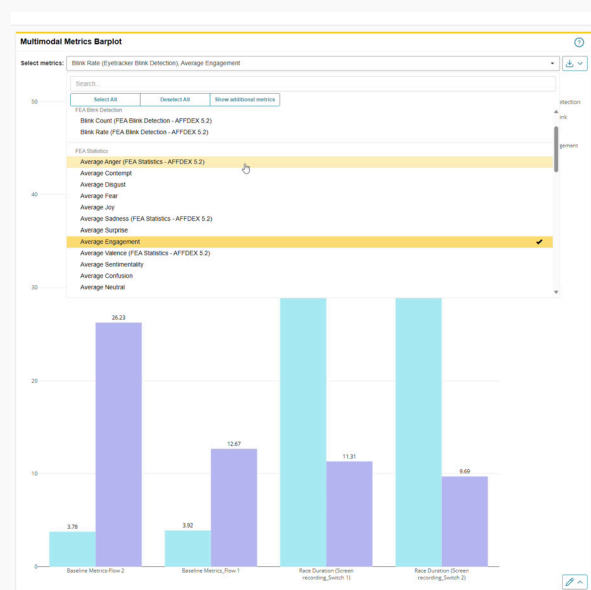 Multimodal Metrics Barplot
?
Select metrics: Blink Rate (Eyetracker Blink Detection), Average Engagement
Search...
Select All Deselect All Show additional metrics
FEA Blink Detection
Blink Count (FEA Blink Detection - AFFDEX 5.2)
Blink Rate (FEA Blink Detection - AFFDEX 5.2)
FEA Statistics
Average Anger (FEA Statistics - AFFDEX 5.2)
Average Contempt
Average Disgust
Average Fear
Average Joy
Average Sadness (FEA Statistics - AFFDEX 5.2)
Average Surprise
Average Engagement
Average Valence (FEA Statistics - AFFDEX 5.2)
Average Sentimentality
Average Confusion
Average Neutral
etection
ink
gement
50
40
30
20
10
0
26.23
12.67
11.31
9.69
3.76
3.92
Baseline Metrics-Flow 2
Baseline Metrics_Flow 1
Race Duration (Screen
recording_Switch 1)
Race Duration (Screen
recording_Switch 2)